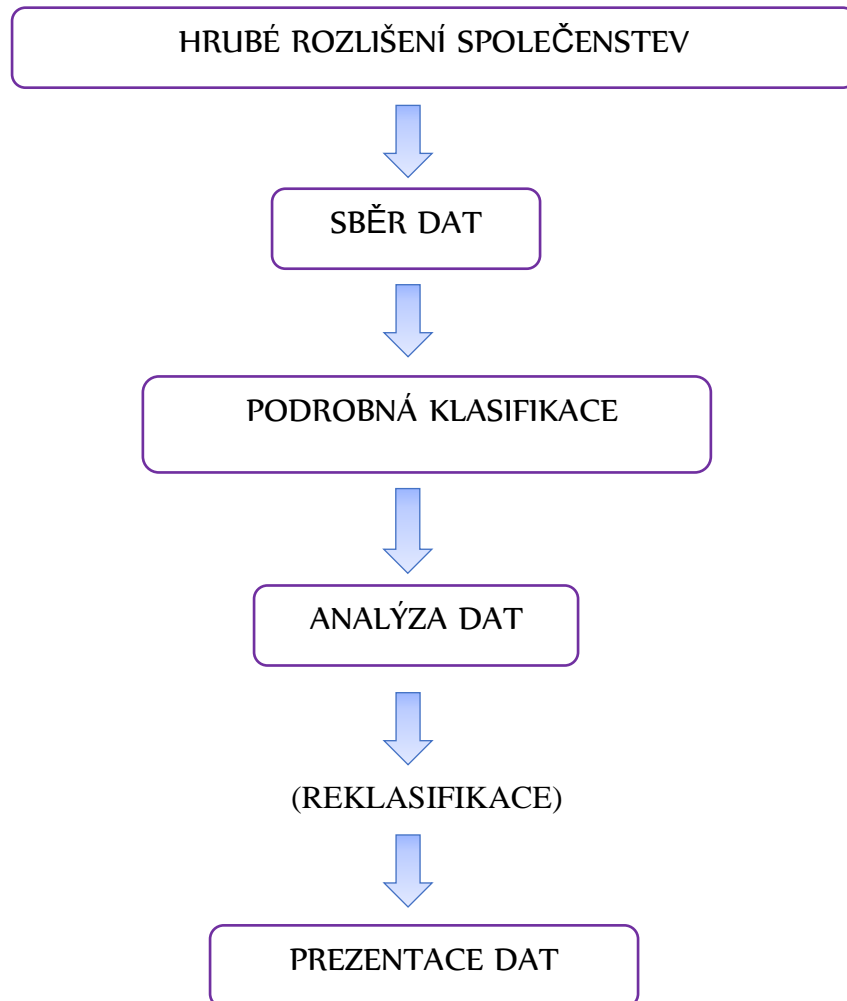 HRUBÉ ROZLIŠENÍ SPOLEČENSTEV
SBĚR DAT
PODROBNÁ KLASIFIKACE
ANALÝZA DAT
(REKLASIFIKACE)
PREZENTACE DAT